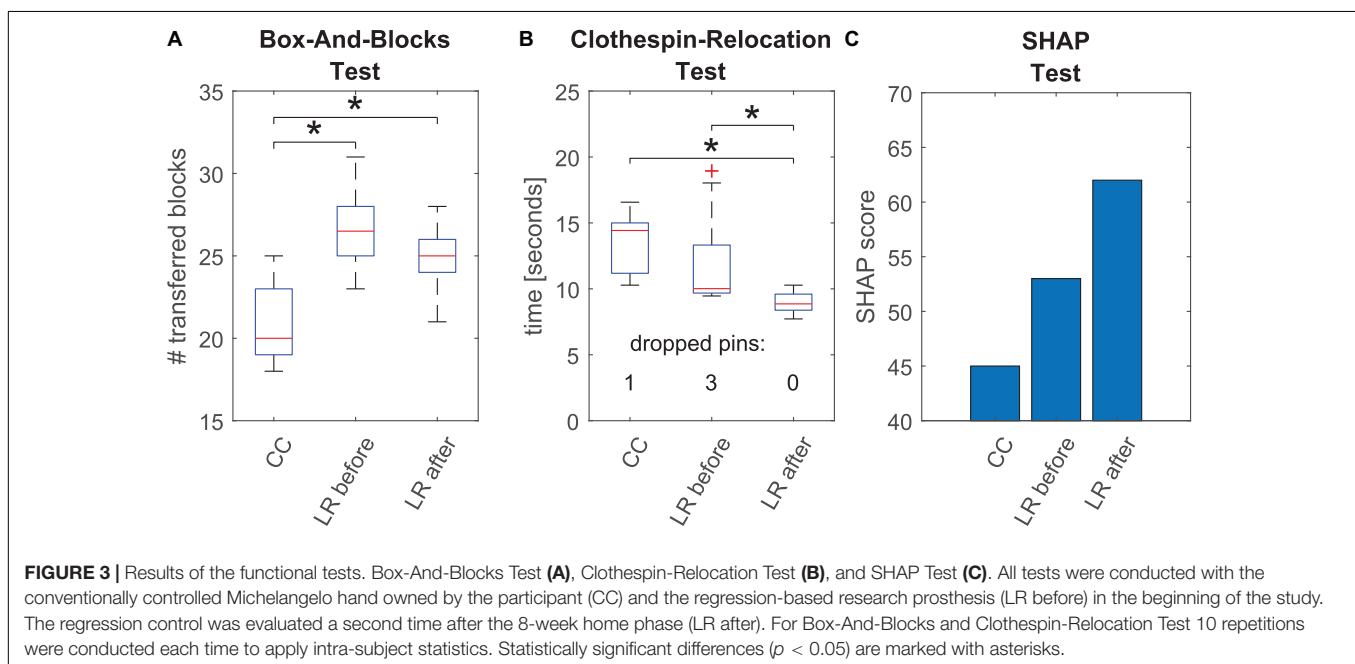 A
Box-And-Blocks
Test
# transferred blocks
35
30
25
20
15
*
*
CC
LR before
LR after
B
Clothespin-Relocation
Test
time [seconds]
25
20
15
10
5
0
*
*
dropped pins:
1 3 0
CC
LR before
LR after
C
SHAP
Test
SHAP score
70
65
60
55
50
45
40
CC
LR before
LR after
FIGURE 3 | Results of the functional tests. Box-And-Blocks Test (A), Clothespin-Relocation Test (B), and SHAP Test (C). All tests were conducted with the
conventionally controlled Michelangelo hand owned by the participant (CC) and the regression-based research prosthesis (LR before) in the beginning of the study.
The regression control was evaluated a second time after the 8-week home phase (LR after). For Box-And-Blocks and Clothespin-Relocation Test 10 repetitions
were conducted each time to apply intra-subject statistics. Statistically significant differences (p < 0.05) are marked with asterisks.